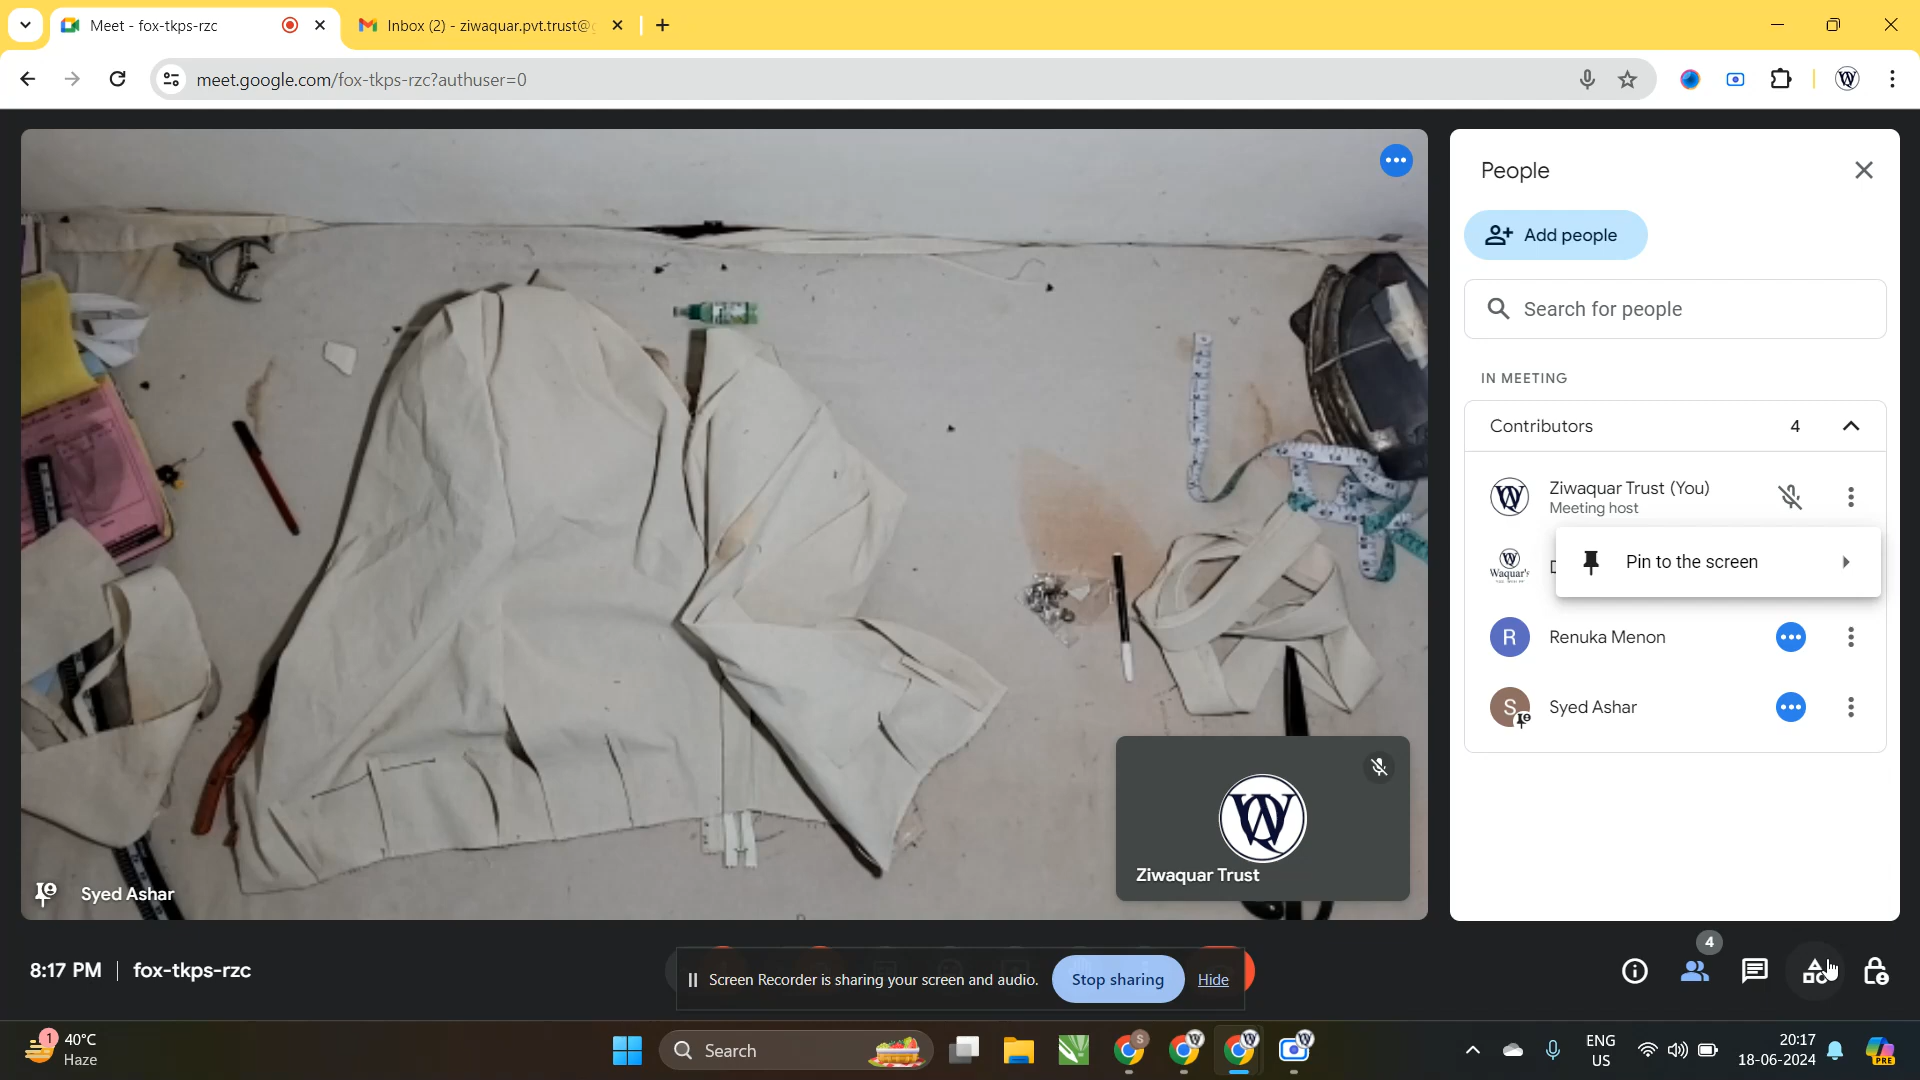 Meet - fox-tkps-rzc
Inbox (2) - ziwaquar.pvt.trust@
meet.google.com/fox-tkps-rzc?authuser=0
People
Add people
Search for people
IN MEETING
Contributors 4
Ziwaquar Trust (You)
Meeting host
Waquar's
Pin to the screen
R Renuka Menon
S Syed Ashar
Ziwaquar Trust
Syed Ashar
8:17 PM | fox-tkps-rzc
Screen Recorder is sharing your screen and audio.
Stop sharing
Hide
4
1
40°C
Haze
Search
S
ENG
US
20:17
18-06-2024
PRE